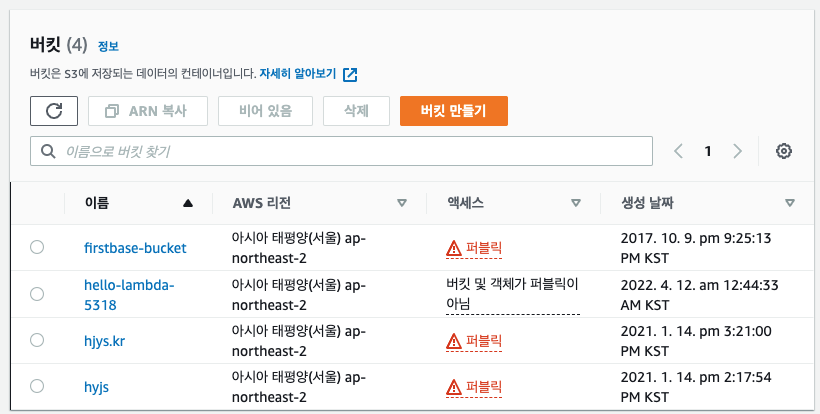 버킷 (4) 정보
버킷은 S3에 저장되는 데이터의 컨테이너입니다. 자세히 알아보기
ARN 복사 비어 있음 삭제 버킷 만들기
이름으로 버킷 찾기 1
이름 AWS 리전 액세스 생성 날짜
firstbase-bucket 아시아 태평양(서울) ap-northeast-2 퍼블릭 2017. 10. 9. pm 9:25:13 PM KST
hello-lambda-5318 아시아 태평양(서울) ap-northeast-2 버킷 및 객체가 퍼블릭이 아님 2022. 4. 12. am 12:44:33 AM KST
hjys.kr 아시아 태평양(서울) ap-northeast-2 퍼블릭 2021. 1. 14. pm 3:21:00 PM KST
hyjs 아시아 태평양(서울) ap-northeast-2 퍼블릭 2021. 1. 14. pm 2:17:54 PM KST